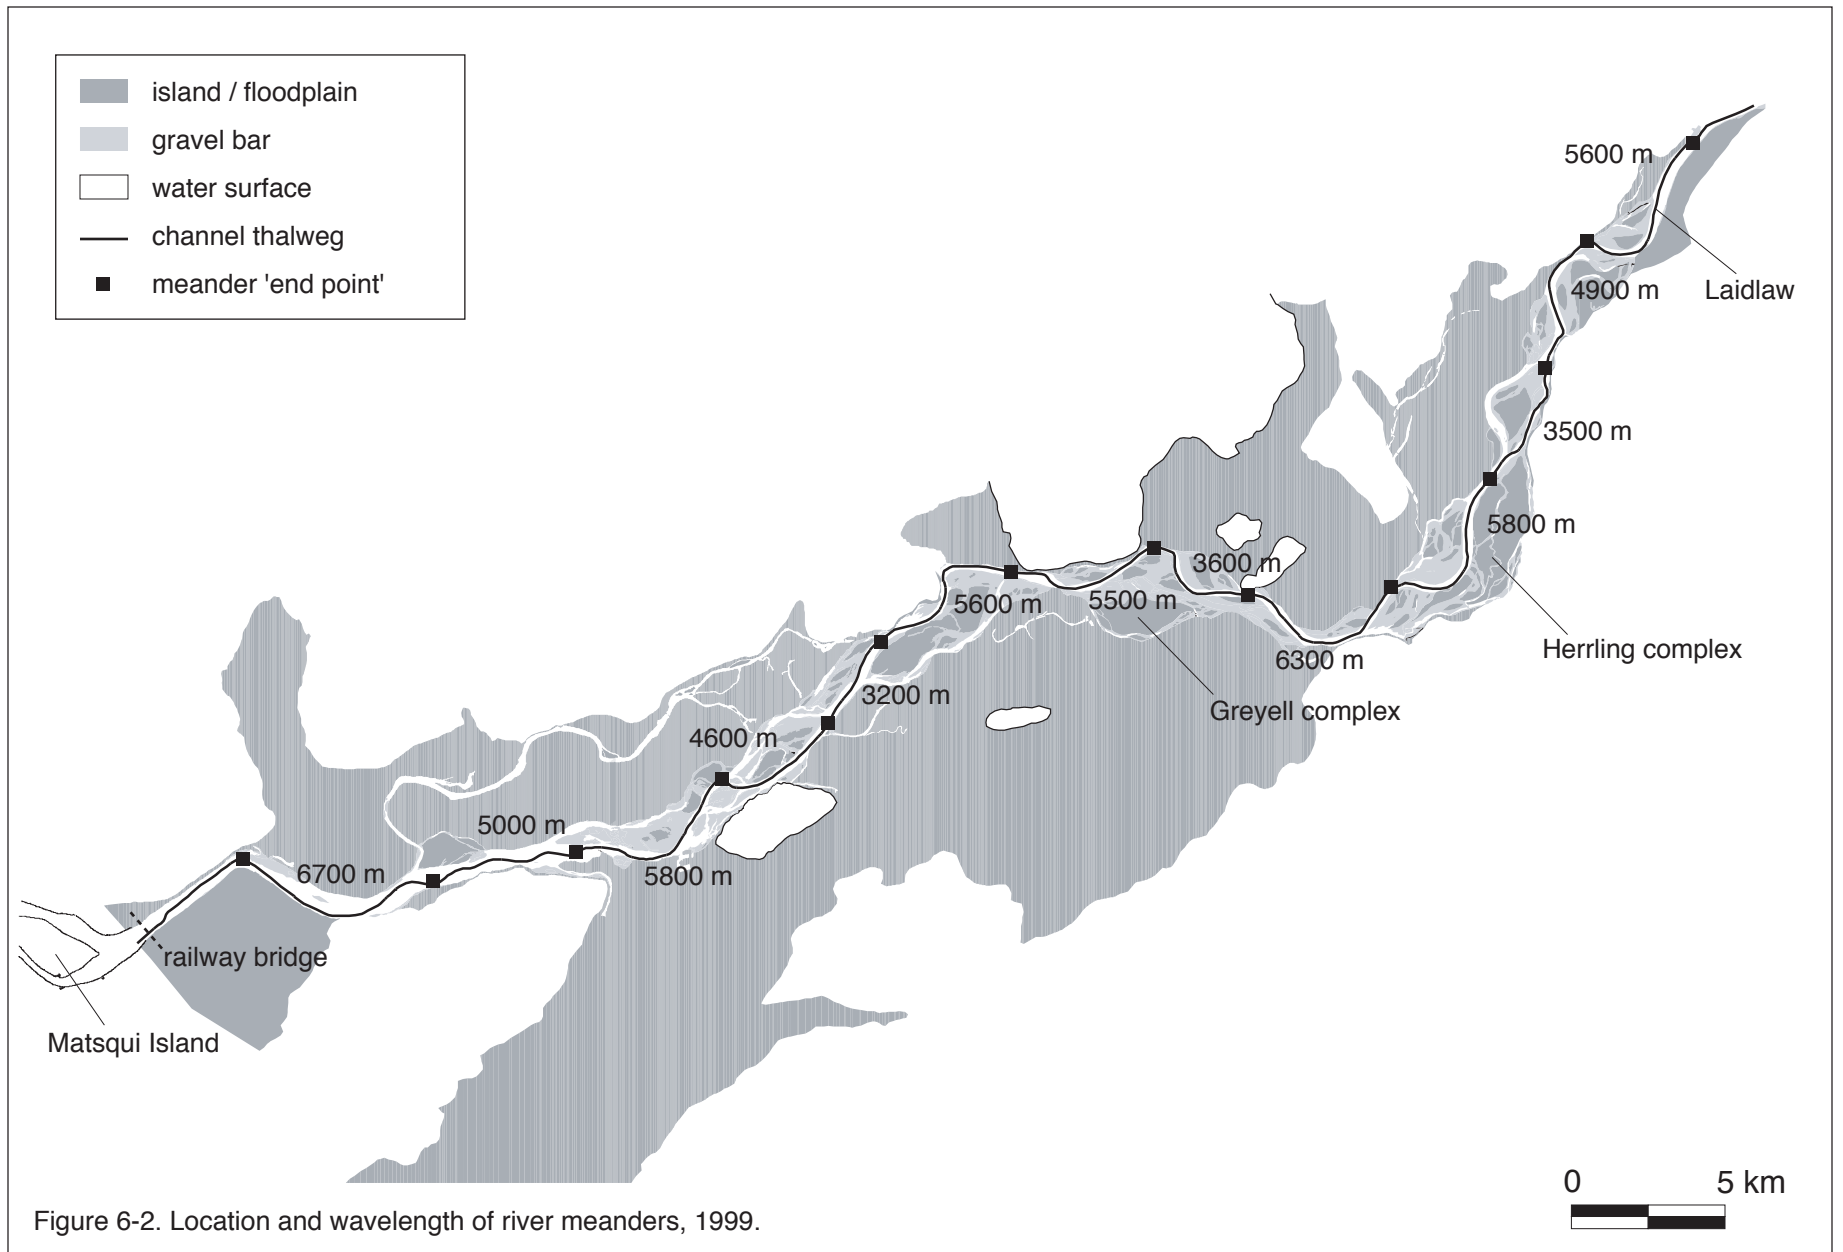 island / floodplain
gravel bar
water surface
channel thalweg
meander 'end point'
5600 m
4900 m
Laidlaw
3500 m
5800 m
3600 m
5600 m
5500 m
Herrling complex
6300 m
3200 m
Greyell complex
4600 m
5000 m
6700 m
5800 m
railway bridge
Matsqui Island
0 5 km
Figure 6-2. Location and wavelength of river meanders, 1999.